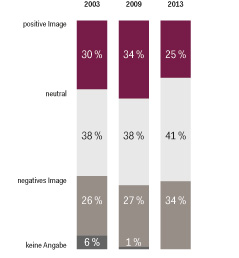 2003 2009 2013
positive Image
30 % 34 % 25 %
neutral
38 % 38 % 41 %
negatives Image
26 % 27 % 34 %
keine Angabe
6 % 1 %